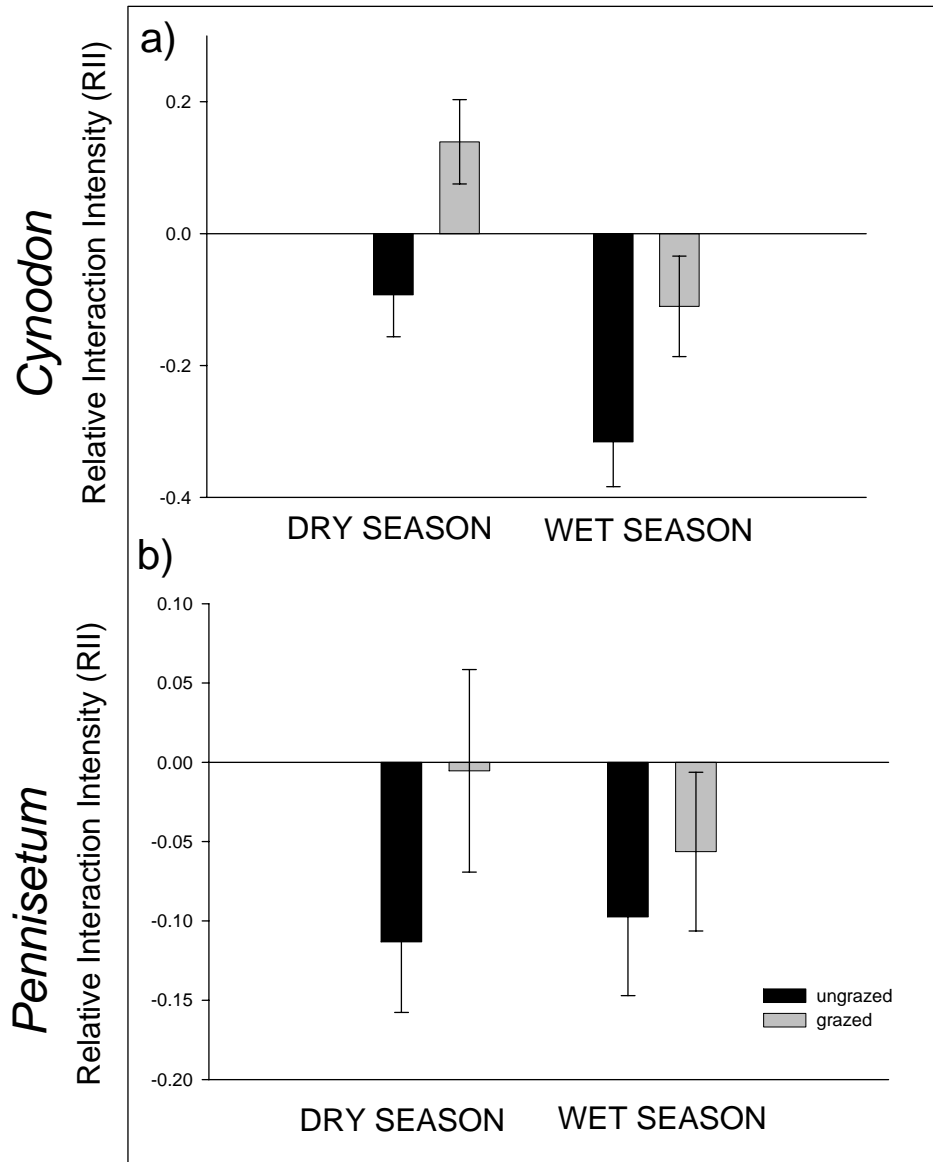 a)
Cynodon
Relative Interaction Intensity (RII)
0.2
0.0
-0.2
-0.4
DRY SEASON
WET SEASON
b)
Pennisetum
Relative Interaction Intensity (RII)
0.10
0.05
0.00
-0.05
-0.10
-0.15
-0.20
ungrazed
grazed
DRY SEASON
WET SEASON